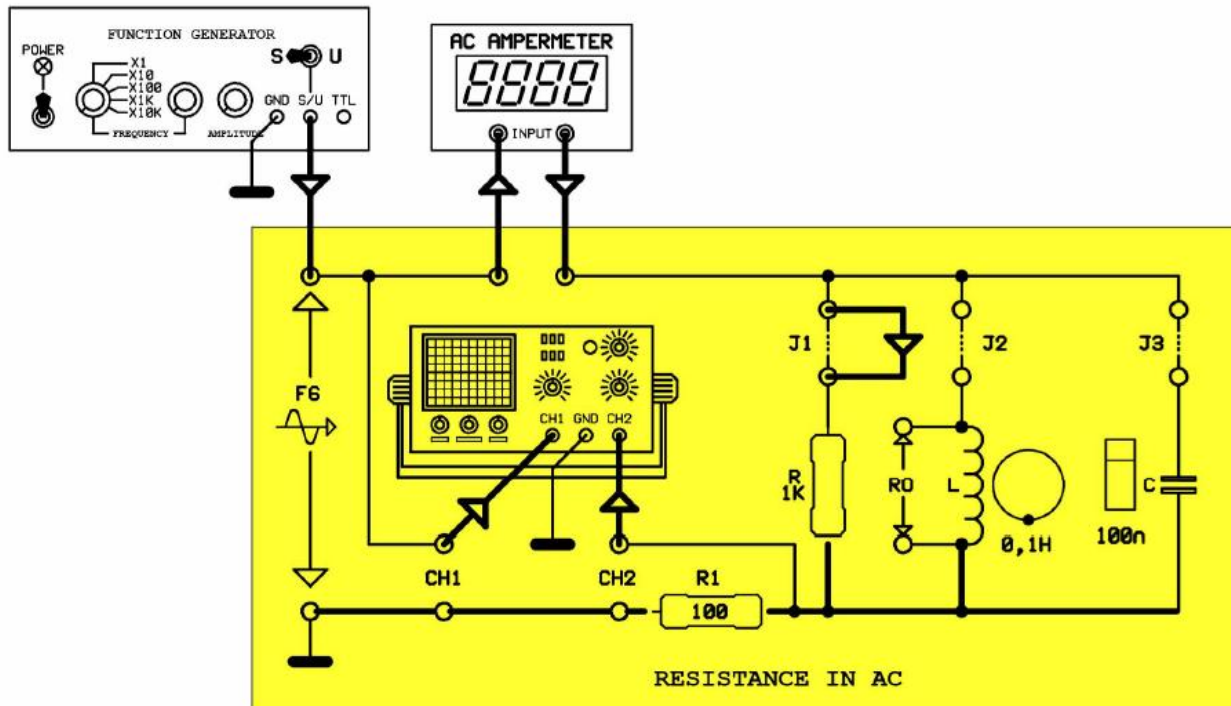 FUNCTION GENERATOR
POWER
S U
X1
X10
X100
X1K
X10K
GND S/U TTL
FREQUENCY AMPLITUDE
AC AMPERMETER
8888
INPUT
F6
CH1 GND CH2
CH1
CH2
R1
100
J1
J2
J3
R
1K
R0
L
0,1H
100n
C
RESISTANCE IN AC